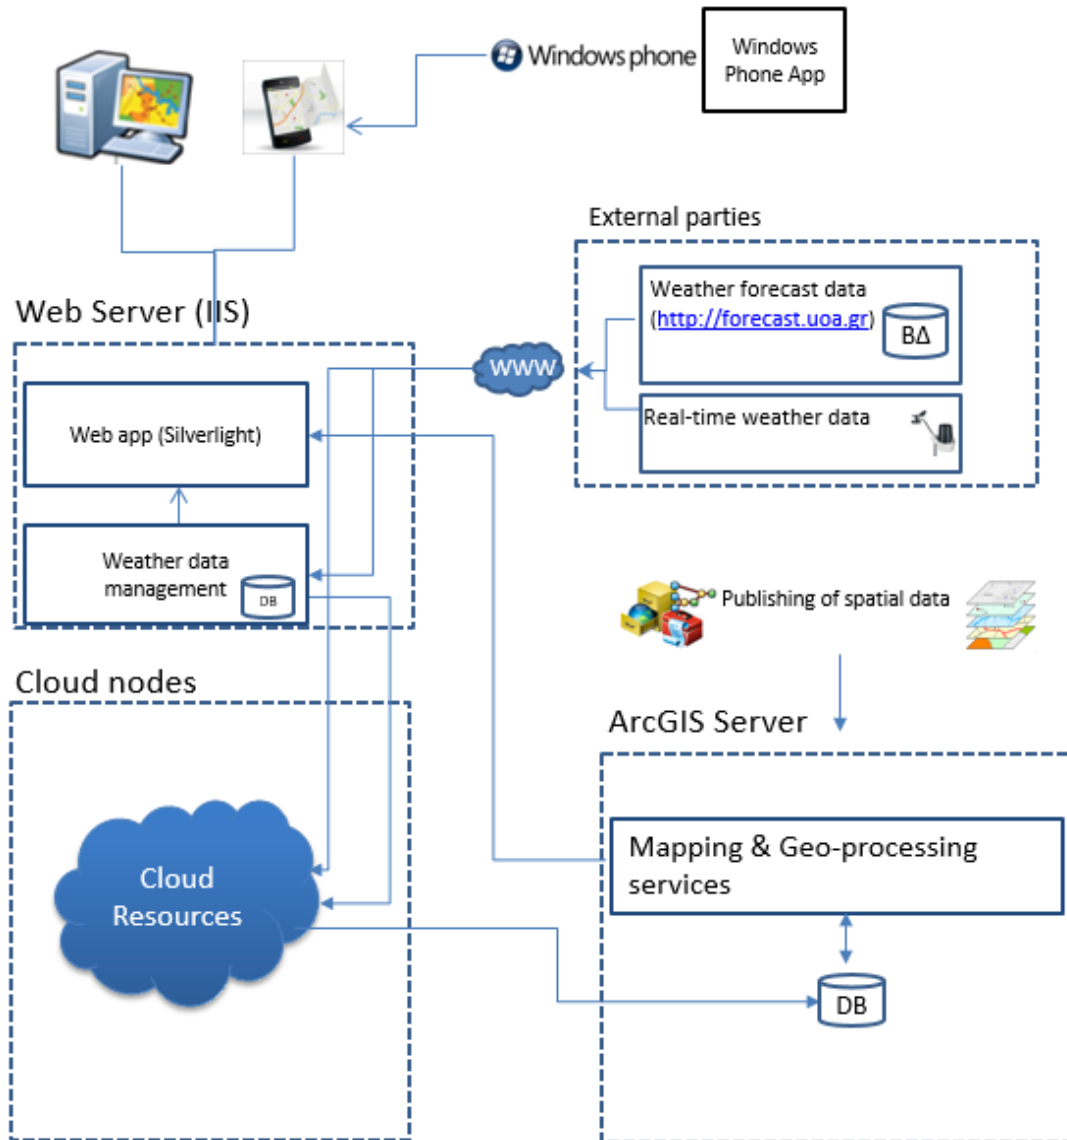 Windows phone
Windows
Phone App
External parties
Weather forecast data
(http://forecast.uoa.gr)
ΒΔ
Real-time weather data
Web Server (IIS)
WWW
Web app (Silverlight)
Weather data
management
DB
Publishing of spatial data
Cloud nodes
ArcGIS Server
Cloud
Resources
Mapping & Geo-processing
services
DB